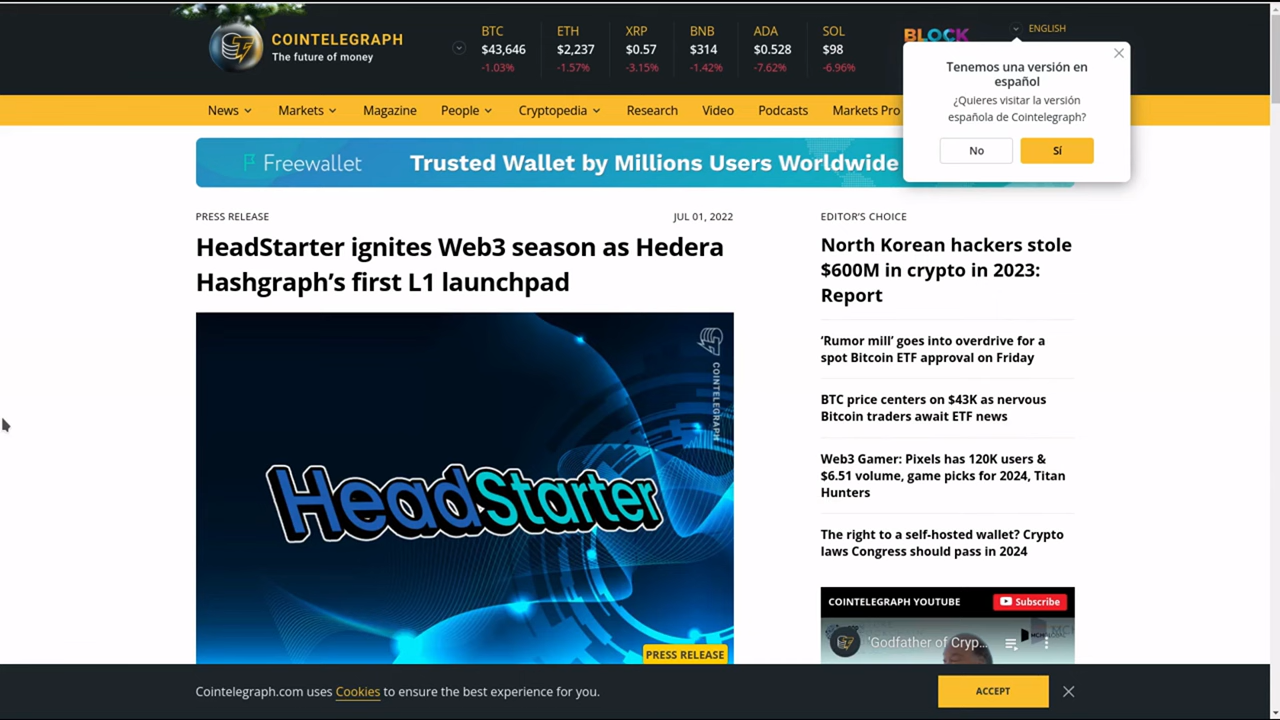 COINTELEGRAPH
The future of money
BTC
$43,646
-1.03%
ETH
$2,237
-1.57%
XRP
$0.57
-3.15%
BNB
$314
-1.42%
ADA
$0.528
-7.62%
SOL
$98
-6.96%
BLOCK
ENGLISH
Tenemos una versión en
español
¿Quieres visitar la versión
española de Cointelegraph?
No
Sí
News
Markets
Magazine
People
Cryptopedia
Research
Video
Podcasts
Markets Pro
Freewallet
Trusted Wallet by Millions Users Worldwide
PRESS RELEASE
JUL 01, 2022
HeadStarter ignites Web3 season as Hedera
Hashgraph’s first L1 launchpad
COINTELEGRAPH
HeadStarter
PRESS RELEASE
EDITOR’S CHOICE
North Korean hackers stole
$600M in crypto in 2023:
Report
‘Rumor mill’ goes into overdrive for a
spot Bitcoin ETF approval on Friday
BTC price centers on $43K as nervous
Bitcoin traders await ETF news
Web3 Gamer: Pixels has 120K users &
$6.51 volume, game picks for 2024, Titan
Hunters
The right to a self-hosted wallet? Crypto
laws Congress should pass in 2024
COINTELEGRAPH YOUTUBE
Subscribe
'Godfather of Cryp...
Cointelegraph.com uses Cookies to ensure the best experience for you.
ACCEPT